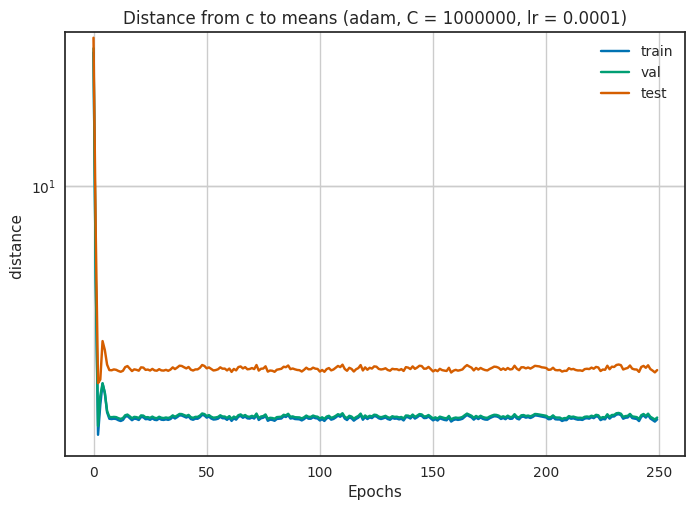 Distance from c to means (adam, C = 1000000, lr = 0.0001)
train
val
test
10¹
distance
0
50
100
150
200
250
Epochs